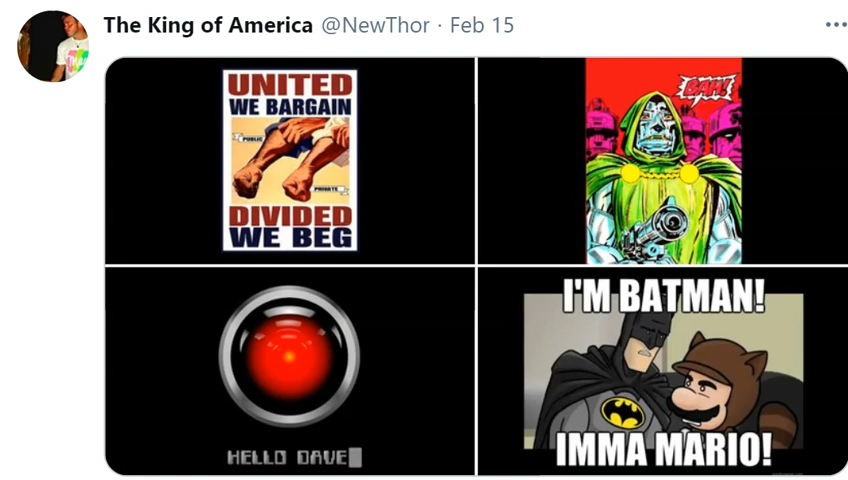 The King of America @NewThor · Feb 15
UNITED
WE BARGAIN
PUBLIC
PRIVATE
DIVIDED
WE BEG
BAH!
HELLO DAVE
I'M BATMAN!
IMMA MARIO!